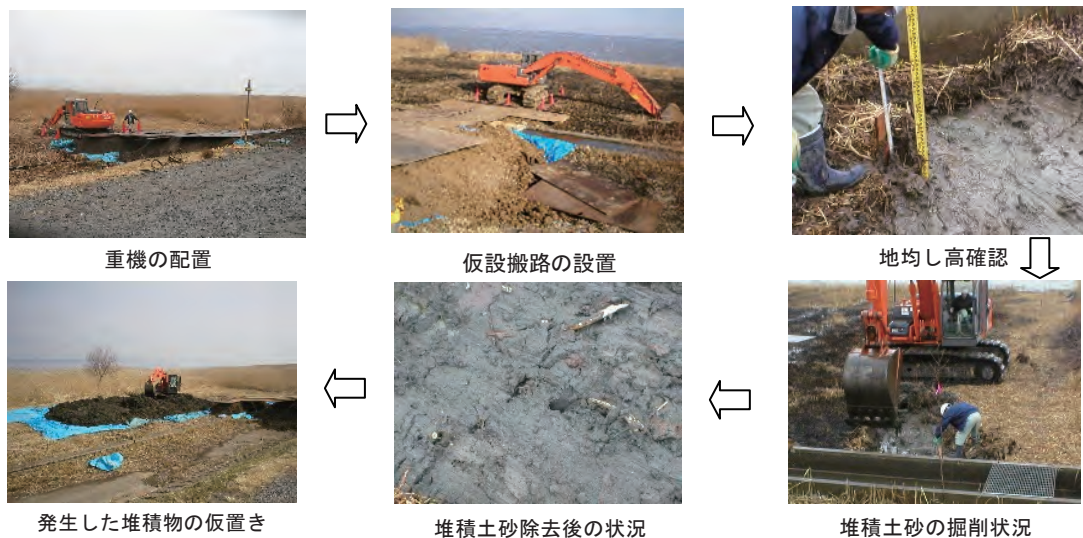 重機の配置
仮設搬路の設置
地均し高確認
堆積土砂の掘削状況
堆積土砂除去後の状況
発生した堆積物の仮置き